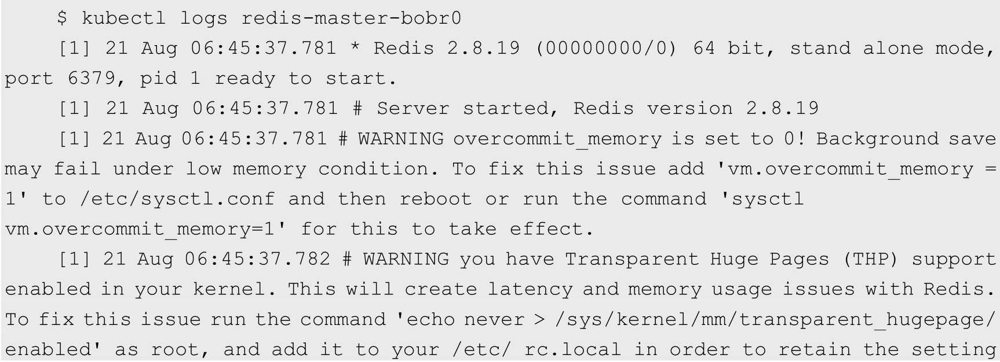 $ kubectl logs redis-master-bobr0
[1] 21 Aug 06:45:37.781 * Redis 2.8.19 (00000000/0) 64 bit, stand alone mode,
port 6379, pid 1 ready to start.
[1] 21 Aug 06:45:37.781 # Server started, Redis version 2.8.19
[1] 21 Aug 06:45:37.781 # WARNING overcommit_memory is set to 0! Background save
may fail under low memory condition. To fix this issue add 'vm.overcommit_memory =
1' to /etc/sysctl.conf and then reboot or run the command 'sysctl
vm.overcommit_memory=1' for this to take effect.
[1] 21 Aug 06:45:37.782 # WARNING you have Transparent Huge Pages (THP) support
enabled in your kernel. This will create latency and memory usage issues with Redis.
To fix this issue run the command 'echo never > /sys/kernel/mm/transparent_hugepage/
enabled' as root, and add it to your /etc/ rc.local in order to retain the setting